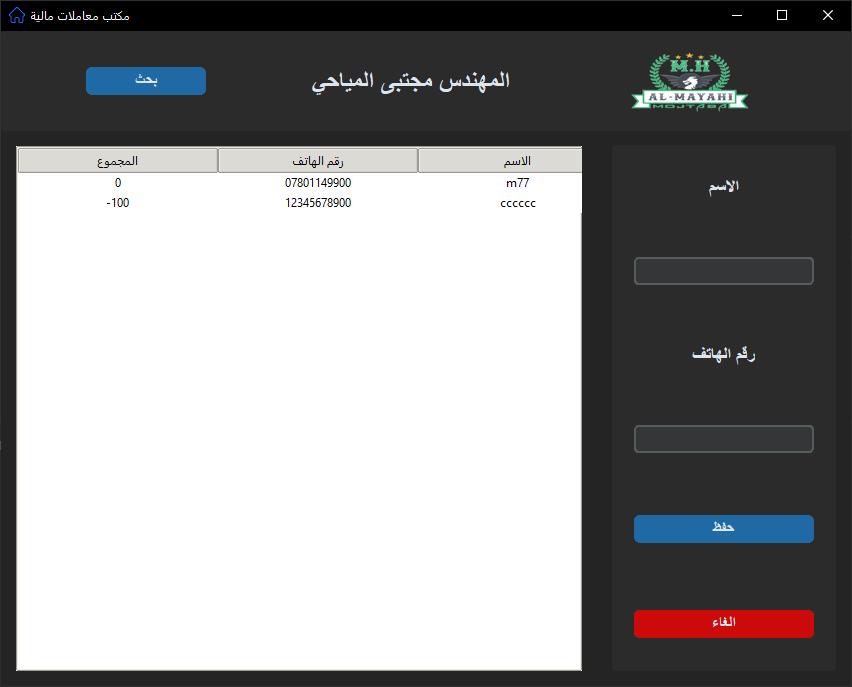 مكتب معاملات مالية
M.H
AL-MAYAHI
MOJTABA
المهندس مجتبى المياحي
بحث
الاسم رقم الهاتف المجموع
m77 07801149900 0
cccccc 12345678900 -100
الاسم
رقم الهاتف
حفظ
الغاء